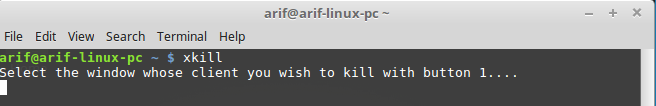 arif@arif-linux-pc ~
File Edit View Search Terminal Help
arif@arif-linux-pc ~ $ xkill
Select the window whose client you wish to kill with button 1....